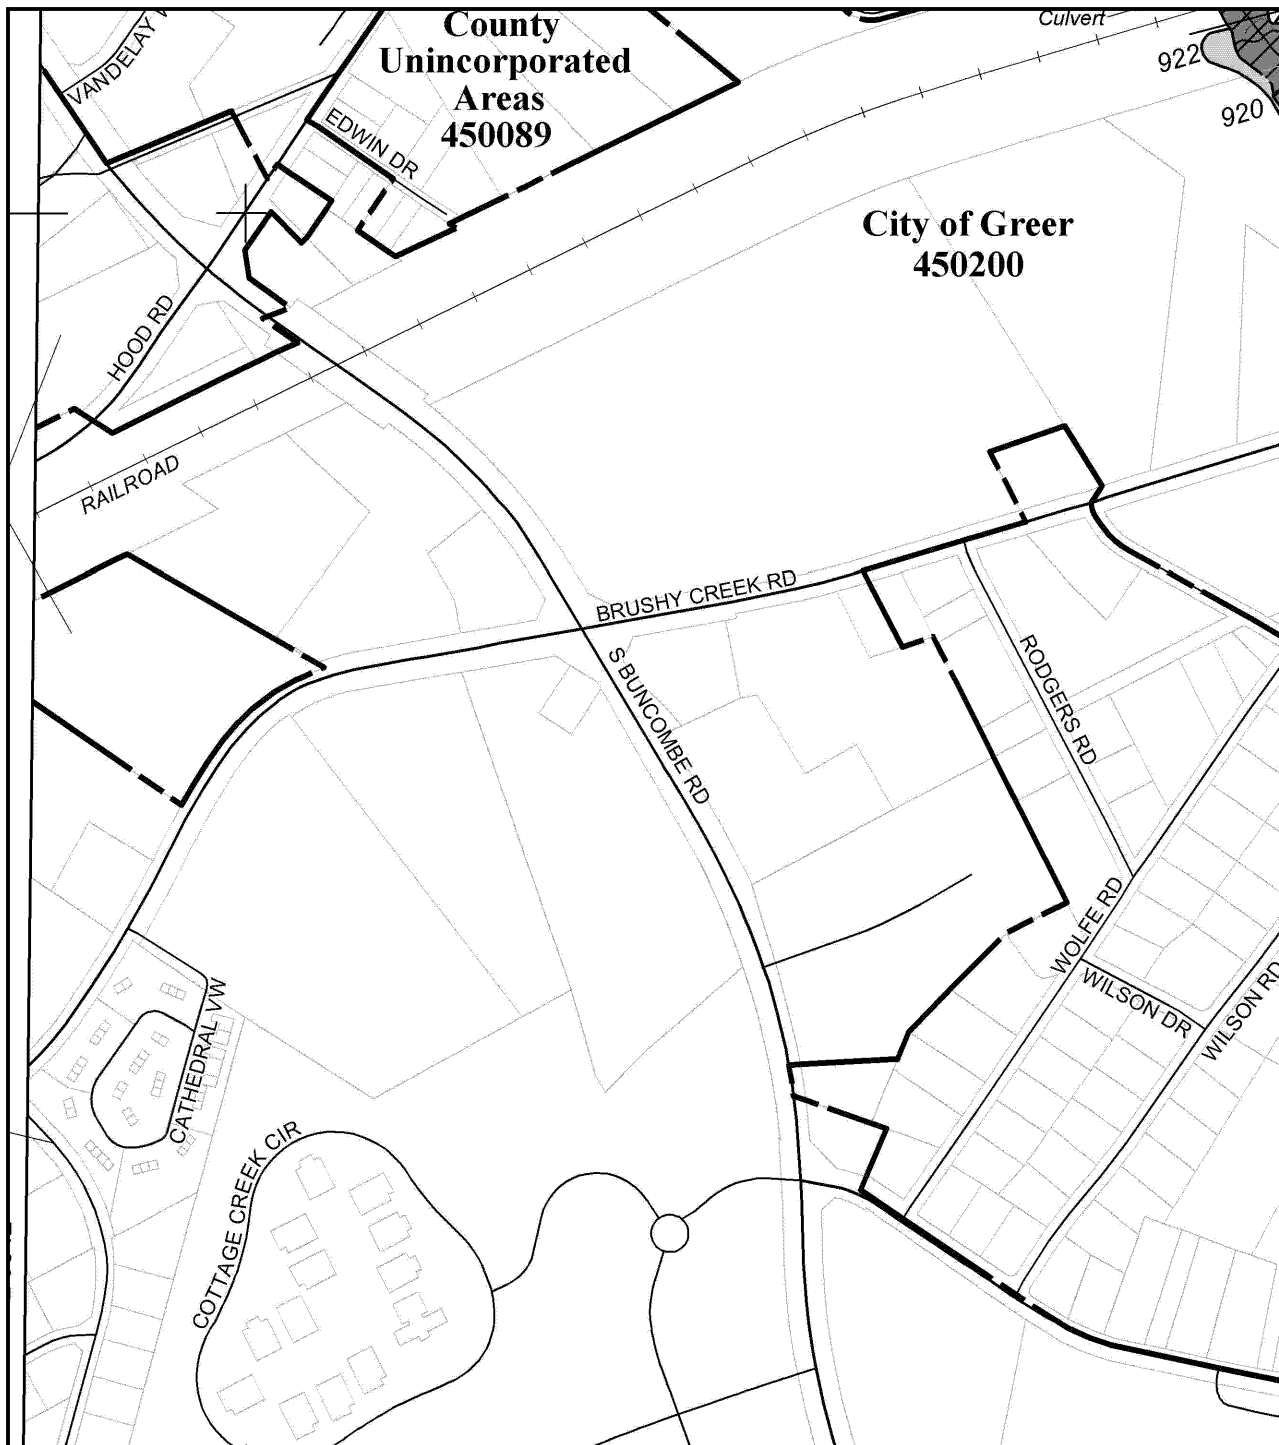 County
Unincorporated
Areas
450089
Culvert
922
920
VANDELAY
EDWIN DR
City of Greer
450200
HOOD RD
RAILROAD
BRUSHY CREEK RD
S BUNCOMBE RD
RODGERS RD
WOLFE RD
WILSON DR
WILSON RD
CATHEDRAL VW
COTTAGE CREEK CIR